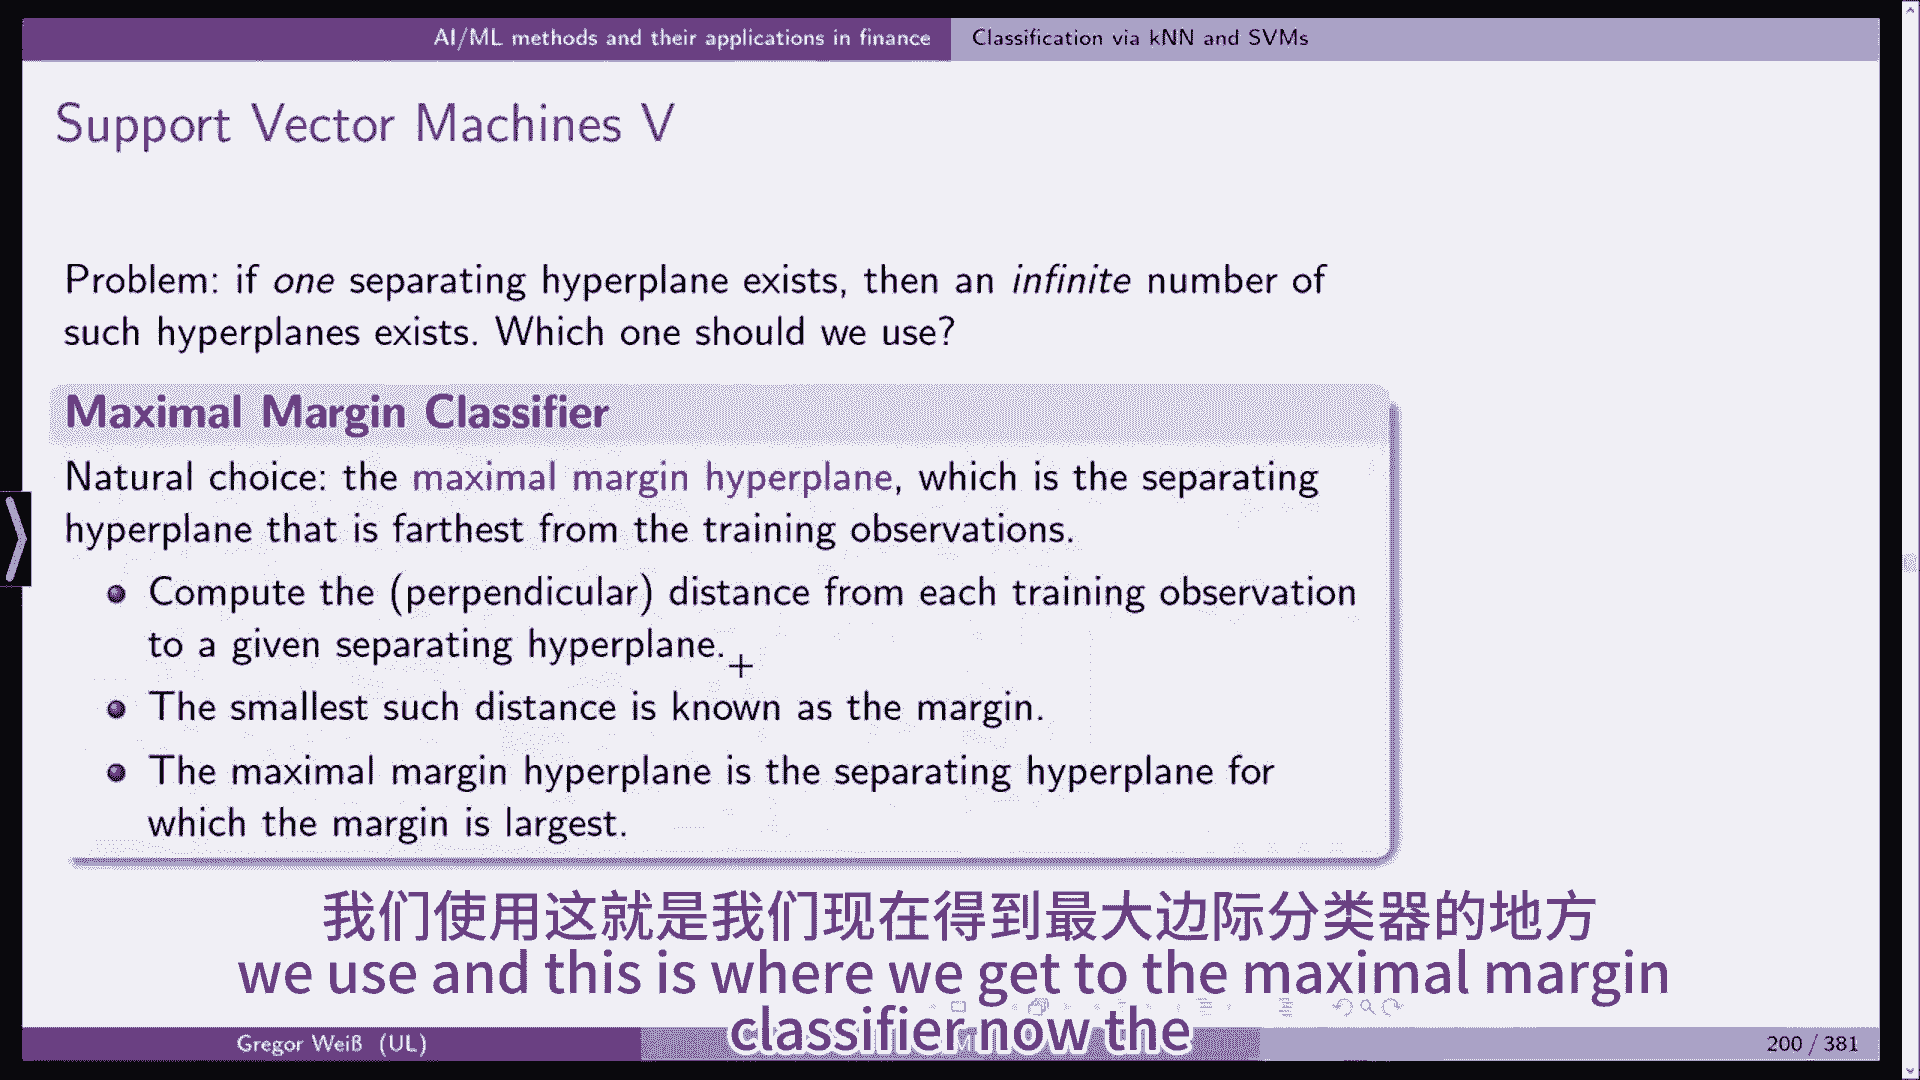 AI/ML methods and their applications in finance
Classification via kNN and SVMs
Support Vector Machines V
Problem: if one separating hyperplane exists, then an infinite number of
such hyperplanes exists. Which one should we use?
Maximal Margin Classifier
Natural choice: the maximal margin hyperplane, which is the separating
hyperplane that is farthest from the training observations.
Compute the (perpendicular) distance from each training observation
to a given separating hyperplane.
The smallest such distance is known as the margin.
The maximal margin hyperplane is the separating hyperplane for
which the margin is largest.
我们使用这就是我们现在得到最大边际分类器的地方
we use and this is where we get to the maximal margin
classifier now the
Gregor Weiß (UL)
200 / 381